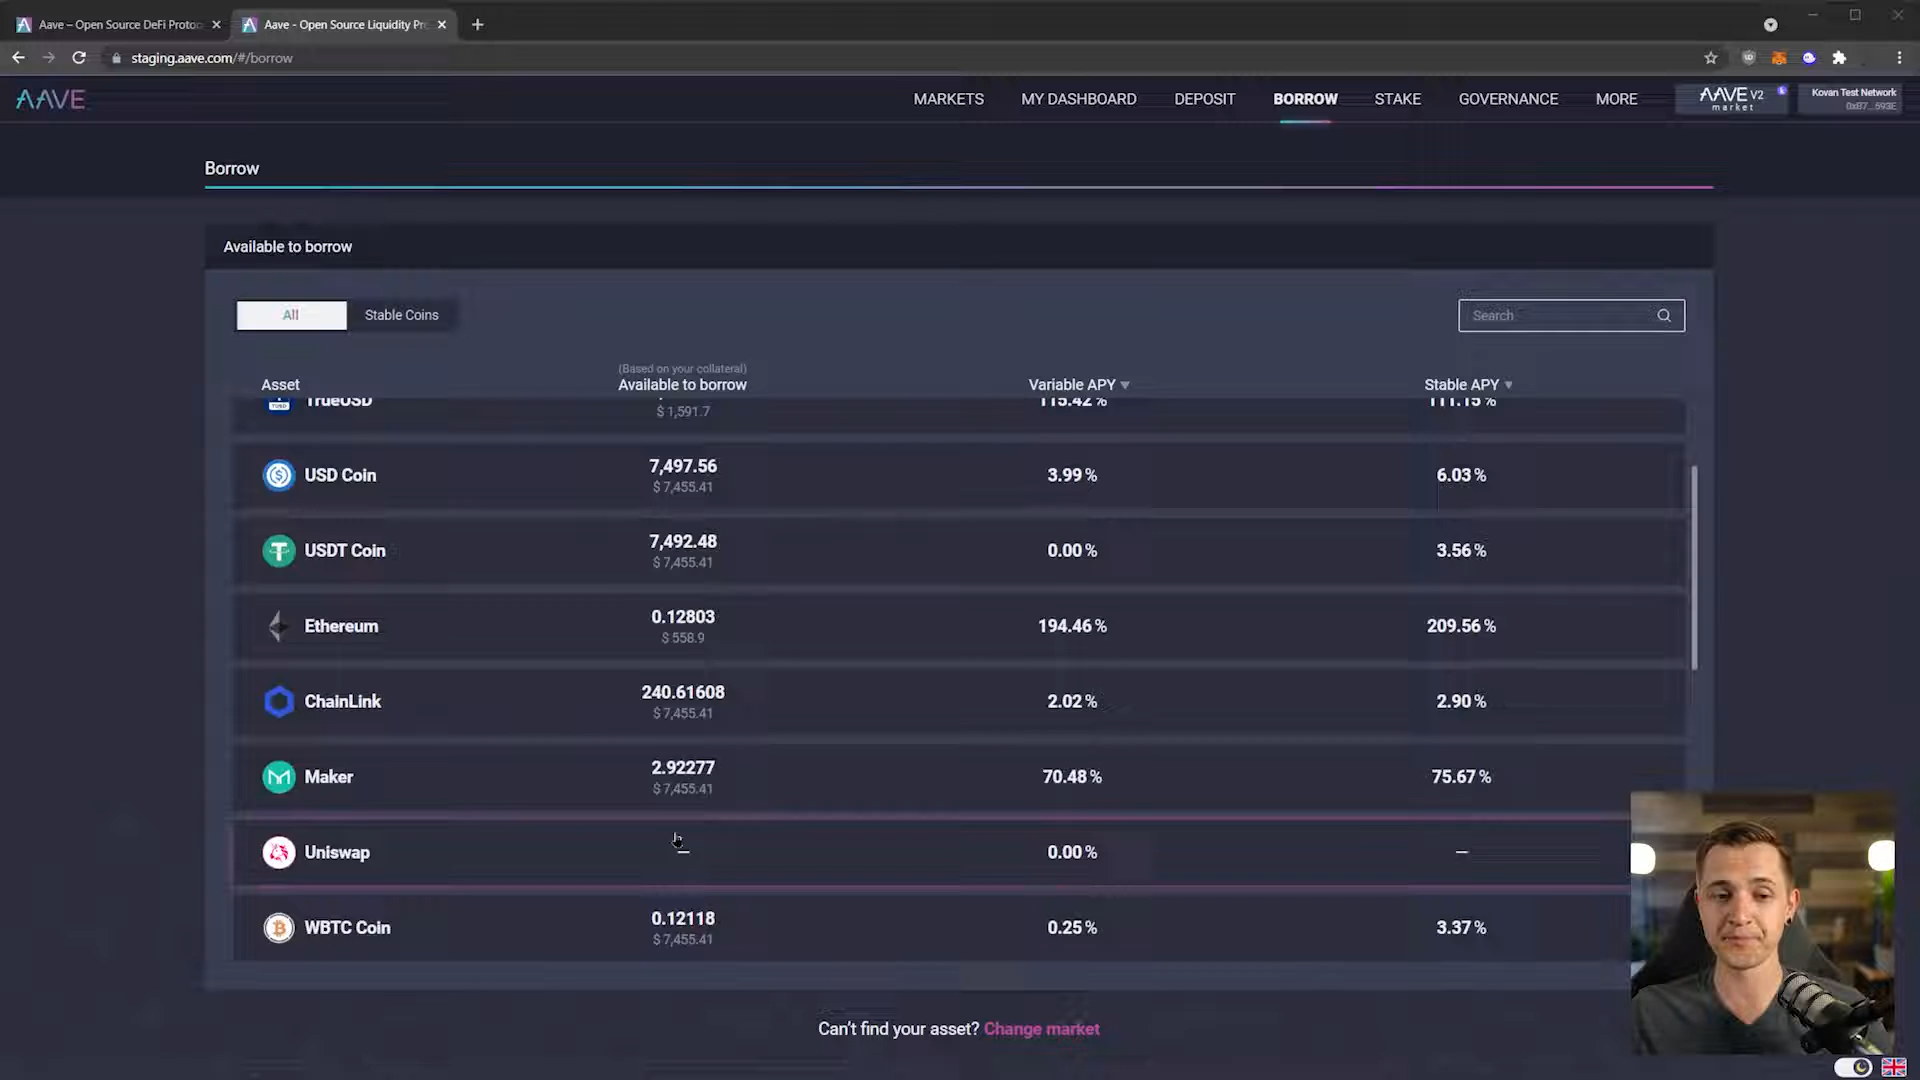 Aave – Open Source DeFi Protoc
Aave - Open Source Liquidity Pr
staging.aave.com/#/borrow
AAVE
MARKETS
MY DASHBOARD
DEPOSIT
BORROW
STAKE
GOVERNANCE
MORE
AAVE V2
market
Kovan Test Network
0xB7...593E
Borrow
Available to borrow
All
Stable Coins
Search
Asset
(Based on your collateral)
Available to borrow
Variable APY
Stable APY
TrueUSD
$ 1,591.7
115.42 %
111.15 %
USD Coin
7,497.56
$ 7,455.41
3.99 %
6.03 %
USDT Coin
7,492.48
$ 7,455.41
0.00 %
3.56 %
Ethereum
0.12803
$ 558.9
194.46 %
209.56 %
ChainLink
240.61608
$ 7,455.41
2.02 %
2.90 %
Maker
2.92277
$ 7,455.41
70.48 %
75.67 %
Uniswap
—
0.00 %
—
WBTC Coin
0.12118
$ 7,455.41
0.25 %
3.37 %
Can't find your asset? Change market